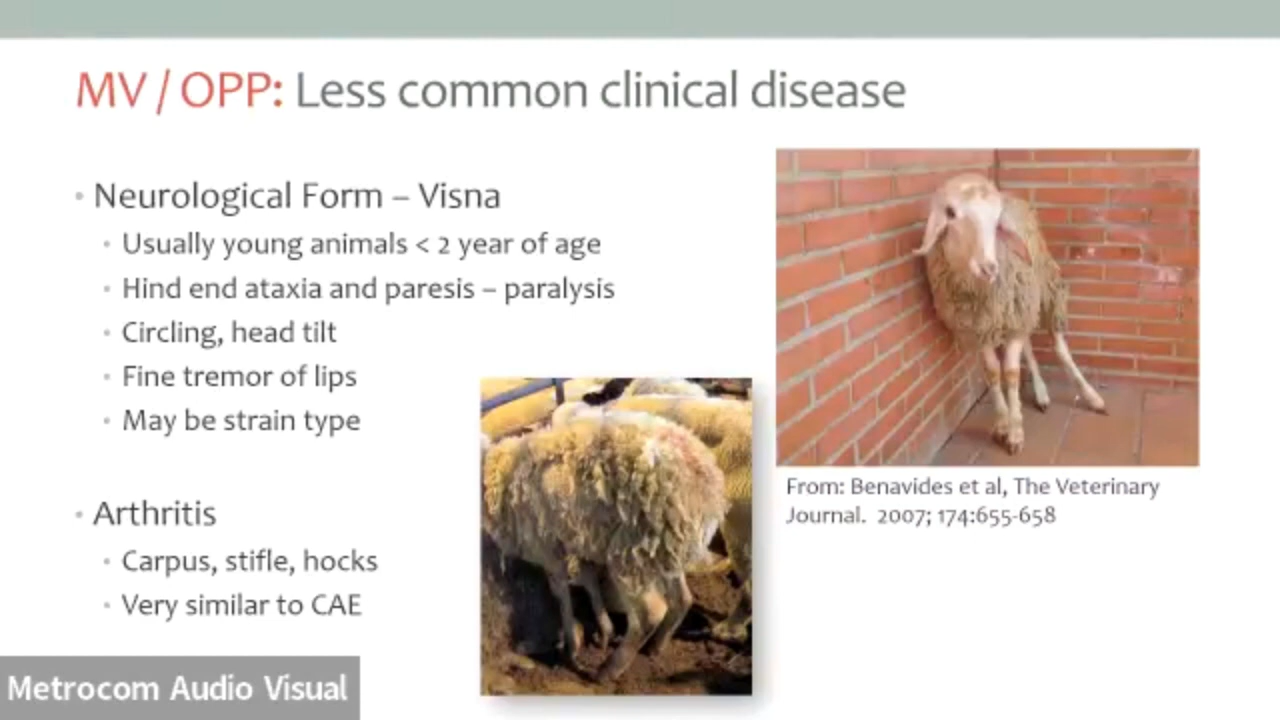 MV / OPP: Less common clinical disease
• Neurological Form – Visna
• Usually young animals < 2 year of age
• Hind end ataxia and paresis – paralysis
• Circling, head tilt
• Fine tremor of lips
• May be strain type
• Arthritis
• Carpus, stifle, hocks
• Very similar to CAE
From: Benavides et al, The Veterinary
Journal. 2007; 174:655-658
Metrocom Audio Visual